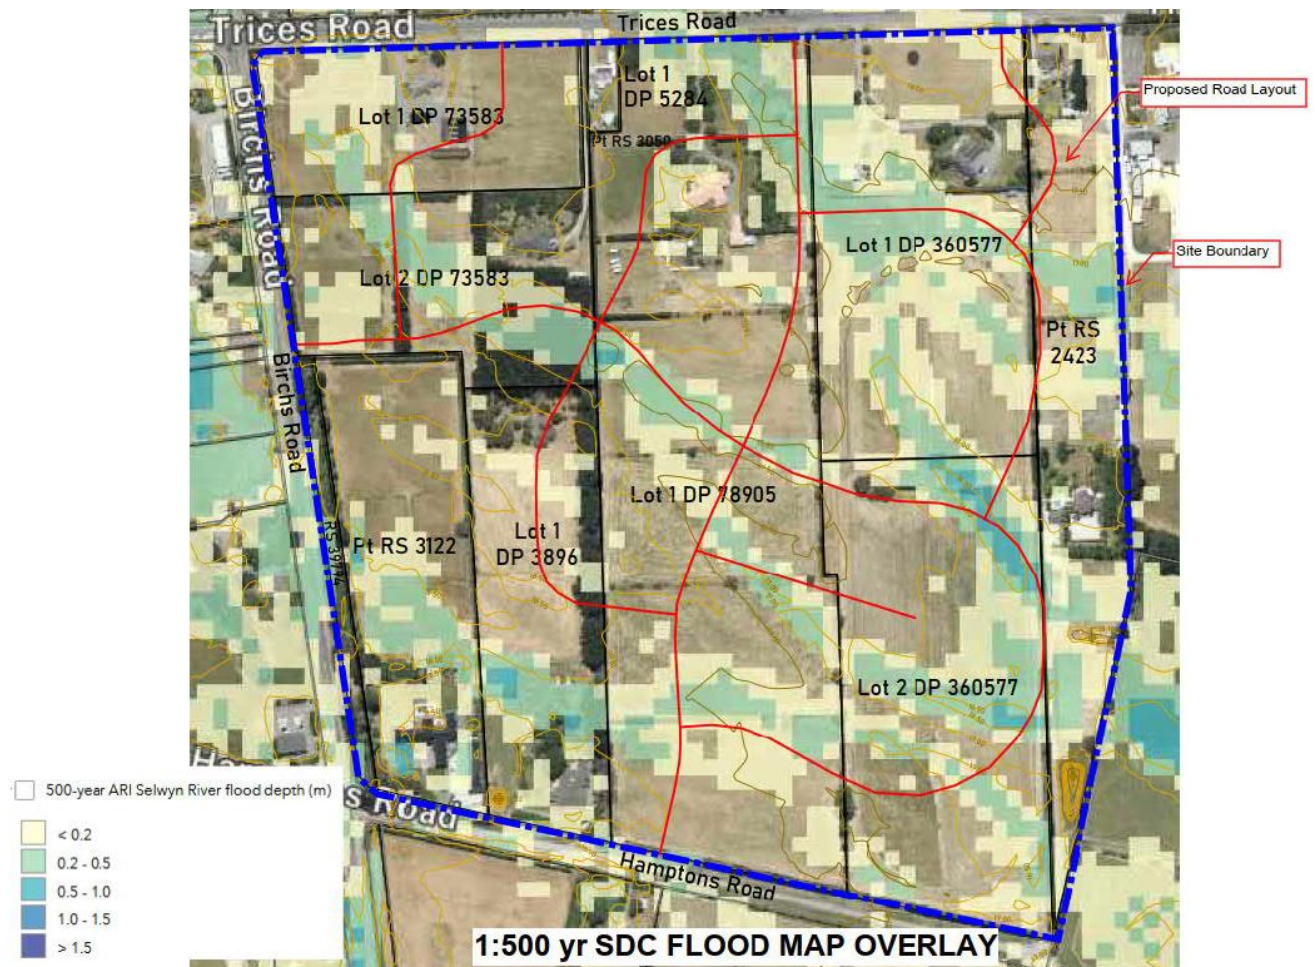 Trices Road
Trices Road
Birchs Road
Lot 1
DP 5284
Lot 1 DP 73583
Pt RS 3050
Proposed Road Layout
Lot 1 DP 360577
Site Boundary
Lot 2 DP 73583
Pt RS
2423
Birchs Road
Lot 1 DP 78905
Lot 1
DP 3896
Pt RS 3122
RS 39774
Lot 2 DP 360577
500-year ARI Selwyn River flood depth (m)
< 0.2
0.2 - 0.5
0.5 - 1.0
1.0 - 1.5
> 1.5
s Road
Hamptons Road
1:500 yr SDC FLOOD MAP OVERLAY